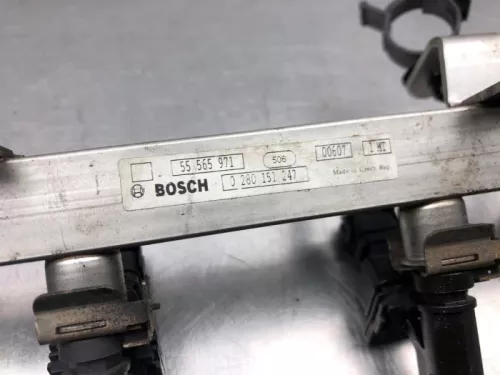 55 565 971 506 00607 1 MI
BOSCH 0 280 151 247 Made in Czech Rep.